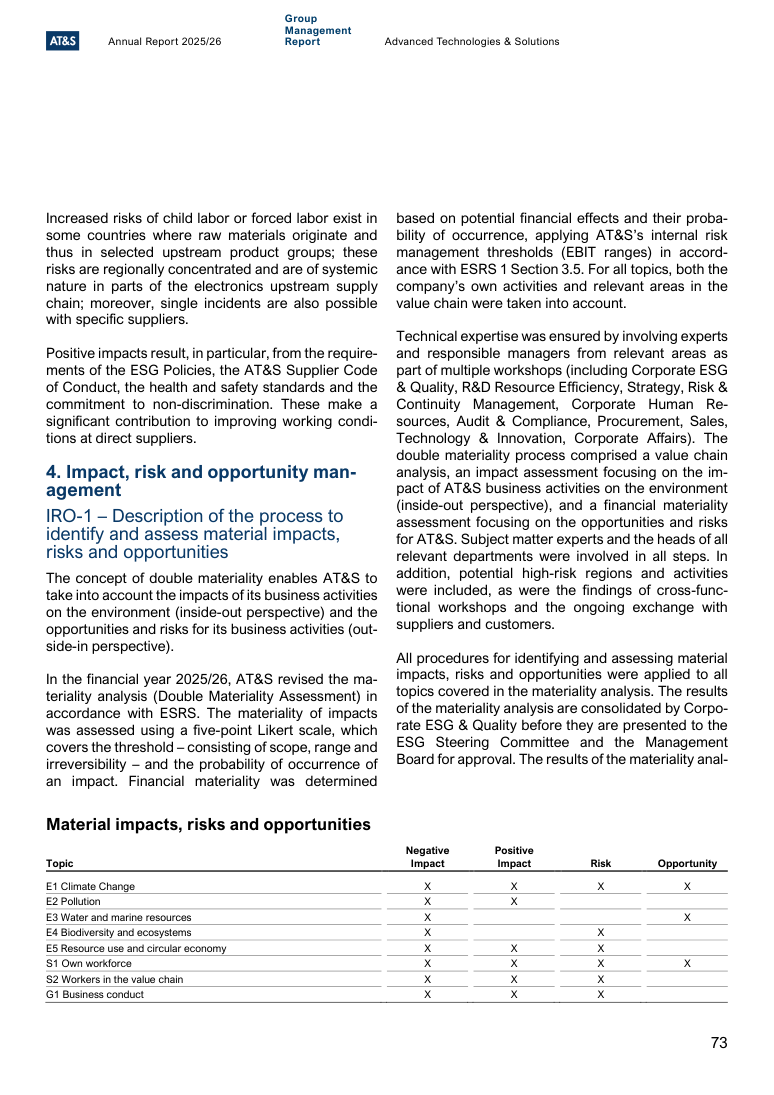 Group
Management
Report
AT&S
Annual Report 2025/26
Advanced Technologies & Solutions
Increased risks of child labor or forced labor exist in
some countries where raw materials originate and
thus in selected upstream product groups; these
risks are regionally concentrated and are of systemic
nature in parts of the electronics upstream supply
chain; moreover, single incidents are also possible
with specific suppliers.
Positive impacts result, in particular, from the require-
ments of the ESG Policies, the AT&S Supplier Code
of Conduct, the health and safety standards and the
commitment to non-discrimination. These make a
significant contribution to improving working condi-
tions at direct suppliers.
4. Impact, risk and opportunity man-
agement
IRO-1 – Description of the process to
identify and assess material impacts,
risks and opportunities
The concept of double materiality enables AT&S to
take into account the impacts of its business activities
on the environment (inside-out perspective) and the
opportunities and risks for its business activities (out-
side-in perspective).
In the financial year 2025/26, AT&S revised the ma-
teriality analysis (Double Materiality Assessment) in
accordance with ESRS. The materiality of impacts
was assessed using a five-point Likert scale, which
covers the threshold – consisting of scope, range and
irreversibility – and the probability of occurrence of
an impact. Financial materiality was determined
based on potential financial effects and their proba-
bility of occurrence, applying AT&S's internal risk
management thresholds (EBIT ranges) in accord-
ance with ESRS 1 Section 3.5. For all topics, both the
company's own activities and relevant areas in the
value chain were taken into account.
Technical expertise was ensured by involving experts
and responsible managers from relevant areas as
part of multiple workshops (including Corporate ESG
& Quality, R&D Resource Efficiency, Strategy, Risk &
Continuity Management, Corporate Human Re-
sources, Audit & Compliance, Procurement, Sales,
Technology & Innovation, Corporate Affairs). The
double materiality process comprised a value chain
analysis, an impact assessment focusing on the im-
pact of AT&S business activities on the environment
(inside-out perspective), and a financial materiality
assessment focusing on the opportunities and risks
for AT&S. Subject matter experts and the heads of all
relevant departments were involved in all steps. In
addition, potential high-risk regions and activities
were included, as were the findings of cross-func-
tional workshops and the ongoing exchange with
suppliers and customers.
All procedures for identifying and assessing material
impacts, risks and opportunities were applied to all
topics covered in the materiality analysis. The results
of the materiality analysis are consolidated by Corpo-
rate ESG & Quality before they are presented to the
ESG Steering Committee and the Management
Board for approval. The results of the materiality anal-
Material impacts, risks and opportunities
Topic Negative Impact Positive Impact Risk Opportunity
E1 Climate Change X X X X
E2 Pollution X X
E3 Water and marine resources X X
E4 Biodiversity and ecosystems X X
E5 Resource use and circular economy X X X
S1 Own workforce X X X X
S2 Workers in the value chain X X X
G1 Business conduct X X X
73